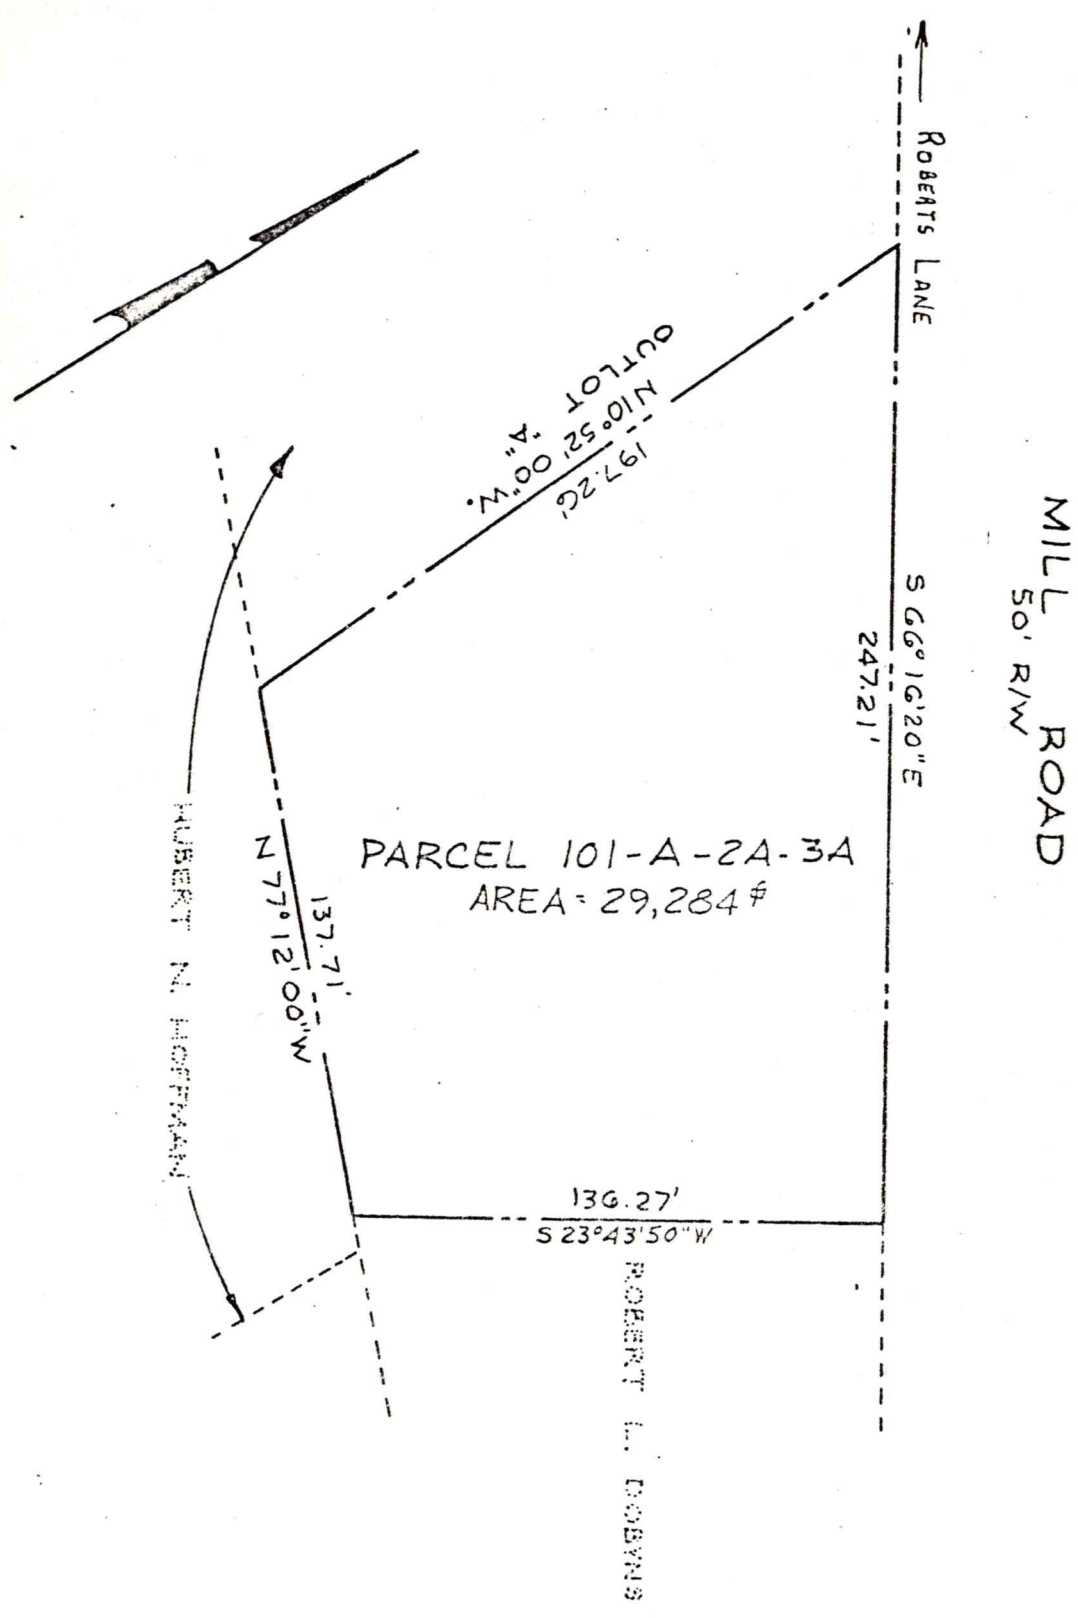 ROBERTS LANE
MILL ROAD
50' R/W
S 66° 16' 20" E
247.21'
OUTLOT "A"
N 10° 52' 00" W.
197.26'
PARCEL 101-A-2A-3A
AREA = 29,284
137.71'
N 77° 12' 00" W
HUBERT N. HOFFMAN
136.27'
S 23° 43' 50" W
ROBERT L. DOBYNS